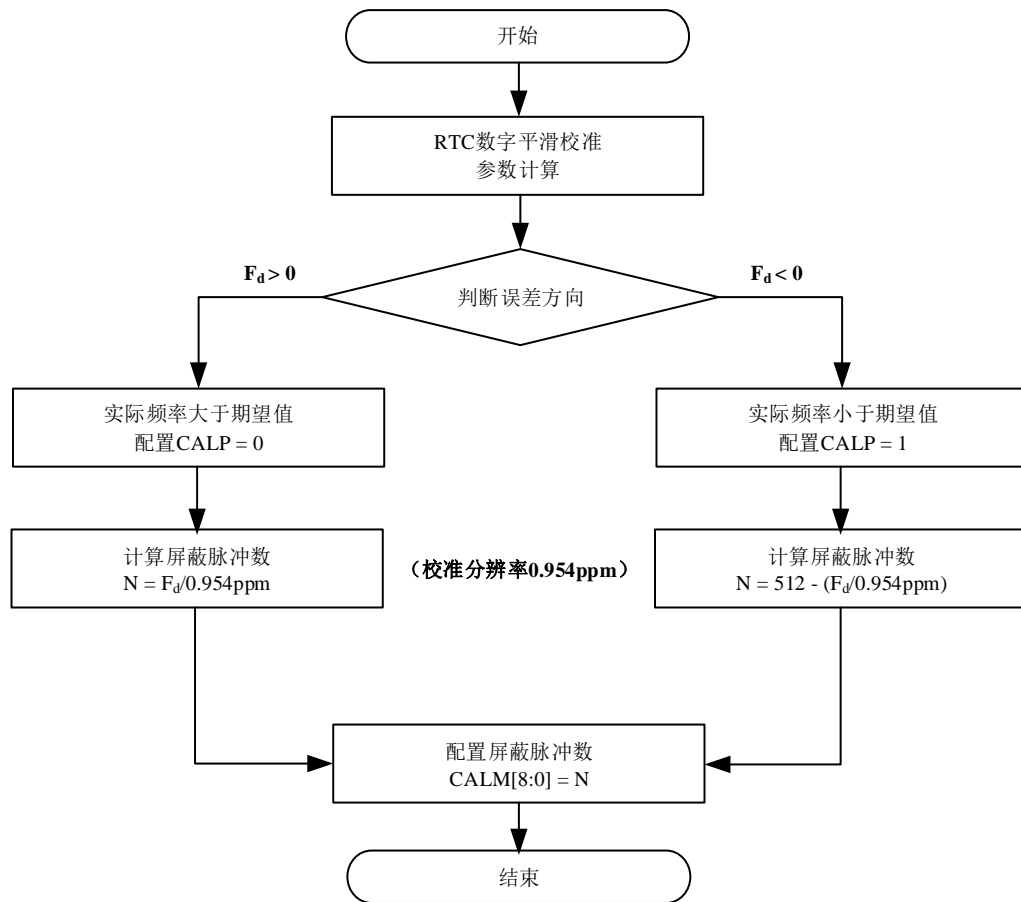 开始
RTC数字平滑校准
参数计算
F_d > 0
F_d < 0
判断误差方向
实际频率大于期望值
配置CALP = 0
实际频率小于期望值
配置CALP = 1
计算屏蔽脉冲数
N = F_d/0.954ppm
（校准分辨率0.954ppm）
计算屏蔽脉冲数
N = 512 - (F_d/0.954ppm)
配置屏蔽脉冲数
CALM[8:0] = N
结束